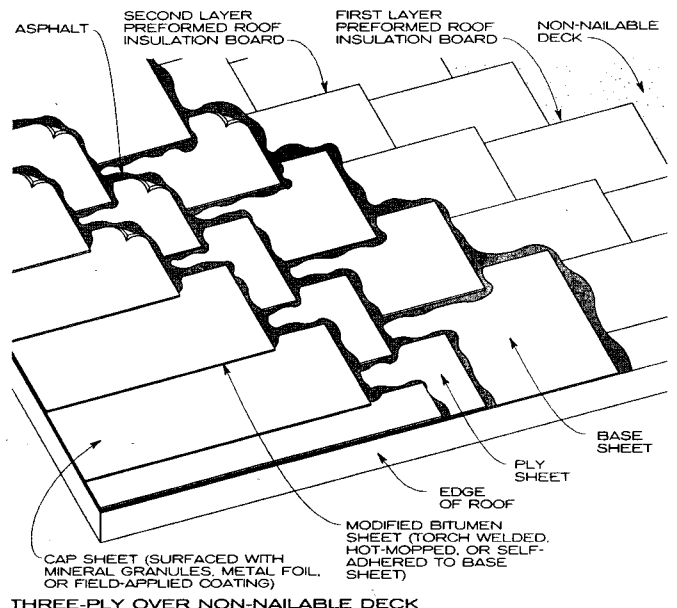 ASPHALT
SECOND LAYER
PREFORMED ROOF
INSULATION BOARD
FIRST LAYER
PREFORMED ROOF
INSULATION BOARD
NON-NAILABLE
DECK
BASE
SHEET
PLY
SHEET
EDGE
OF ROOF
MODIFIED BITUMEN
SHEET (TORCH WELDED,
HOT-MOPPED, OR SELF-
ADHERED TO BASE
SHEET)
CAP SHEET (SURFACED WITH
MINERAL GRANULES, METAL FOIL,
OR FIELD-APPLIED COATING)
THREE-PLY OVER NON-NAILABLE DECK